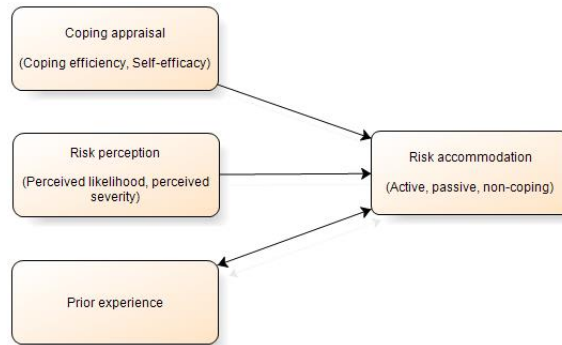 Coping appraisal
(Coping efficiency, Self-efficacy)
Risk perception
(Perceived likelihood, perceived
severity)
Risk accommodation
(Active, passive, non-coping)
Prior experience